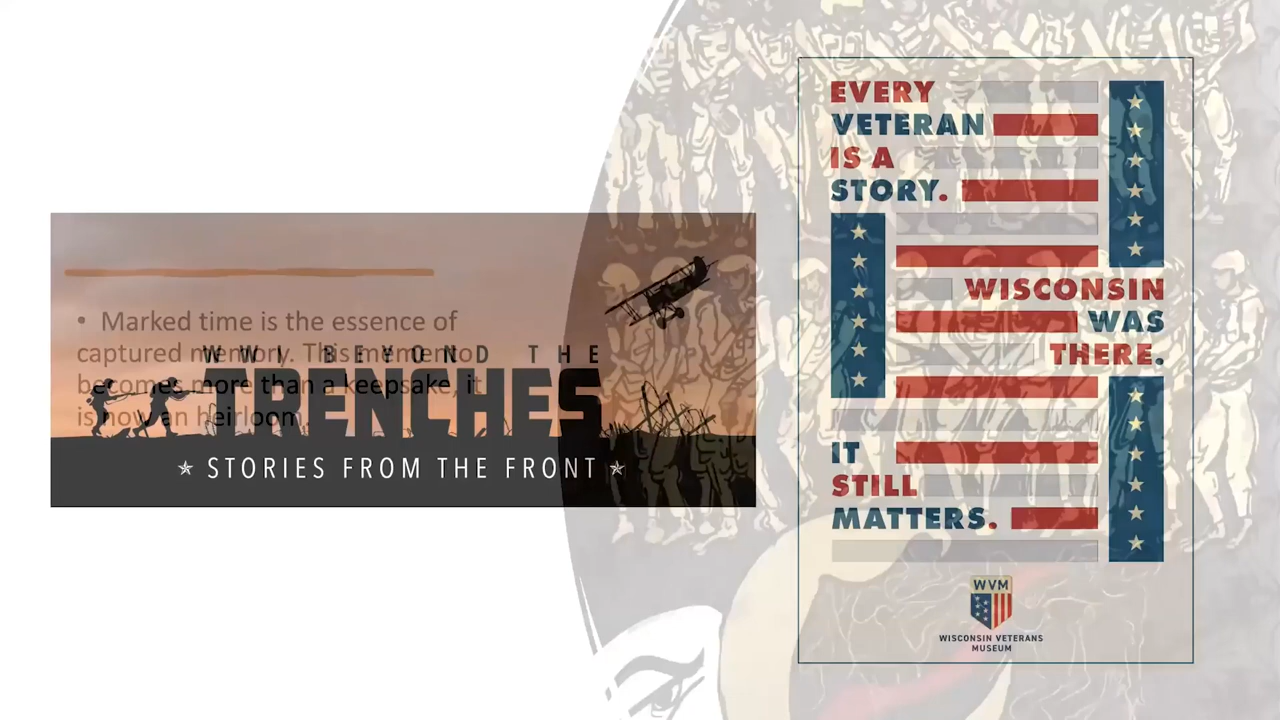 • Marked time is the essence of
captured memory. This memento
becomes more than a keepsake, it
is now an heirloom.
WWI BEYOND THE
TRENCHES
STORIES FROM THE FRONT
EVERY
VETERAN
IS A
STORY.
WISCONSIN
WAS
THERE.
IT
STILL
MATTERS.
WVM
WISCONSIN VETERANS
MUSEUM